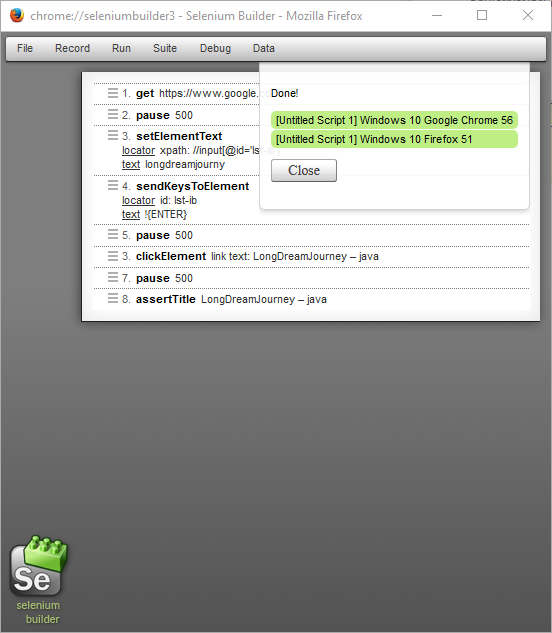 chrome://seleniumbuilder3 - Selenium Builder - Mozilla Firefox
File Record Run Suite Debug Data
Done!
[Untitled Script 1] Windows 10 Google Chrome 56
[Untitled Script 1] Windows 10 Firefox 51
Close
1. get https://www.google.c
2. pause 500
3. setElementText
locator xpath: //input[@id='lst-
text longdreamjourny
4. sendKeysToElement
locator id: lst-ib
text !{ENTER}
5. pause 500
3. clickElement link text: LongDreamJourney – java
7. pause 500
8. assertTitle LongDreamJourney – java
Se
selenium
builder